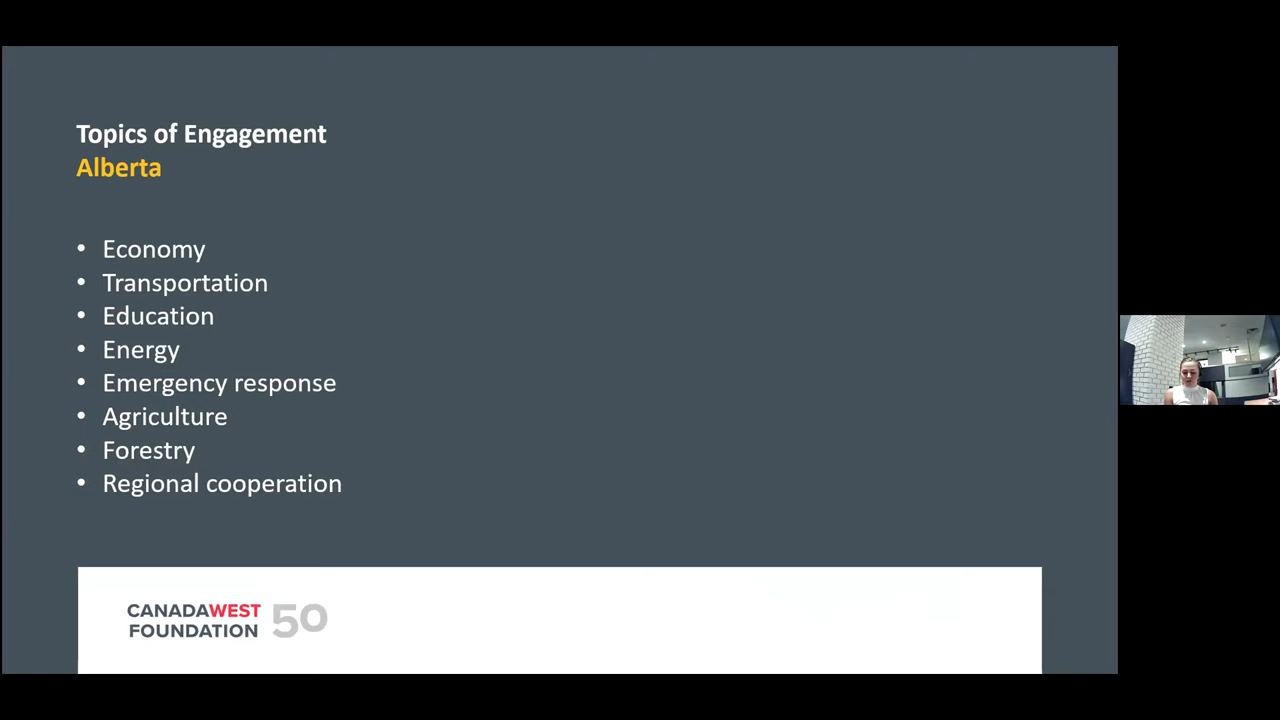 Topics of Engagement
Alberta
• Economy
• Transportation
• Education
• Energy
• Emergency response
• Agriculture
• Forestry
• Regional cooperation
CANADAWEST
FOUNDATION 50